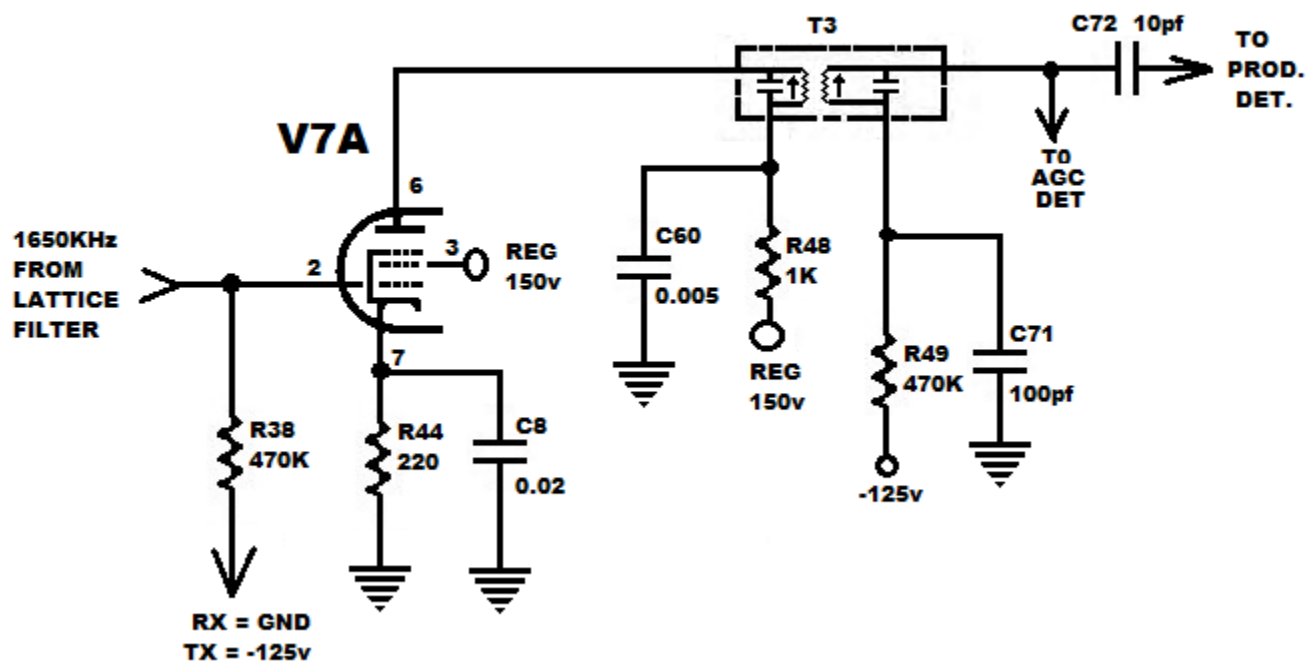 T3
C72 10pf
TO
PROD.
DET.
V7A
T0
AGC
DET
6
1650KHz
FROM
LATTICE
FILTER
2
3
REG
150v
C60
0.005
R48
1K
7
REG
150v
R49
470K
C71
100pf
R38
470K
R44
220
C8
0.02
-125v
RX = GND
TX = -125v